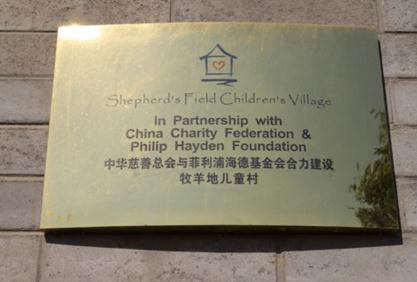 Shepherd's Field Children's Village
In Partnership with
China Charity Federation &
Philip Hayden Foundation
中华慈善总会与菲利浦海德基金会合力建设
牧羊地儿童村